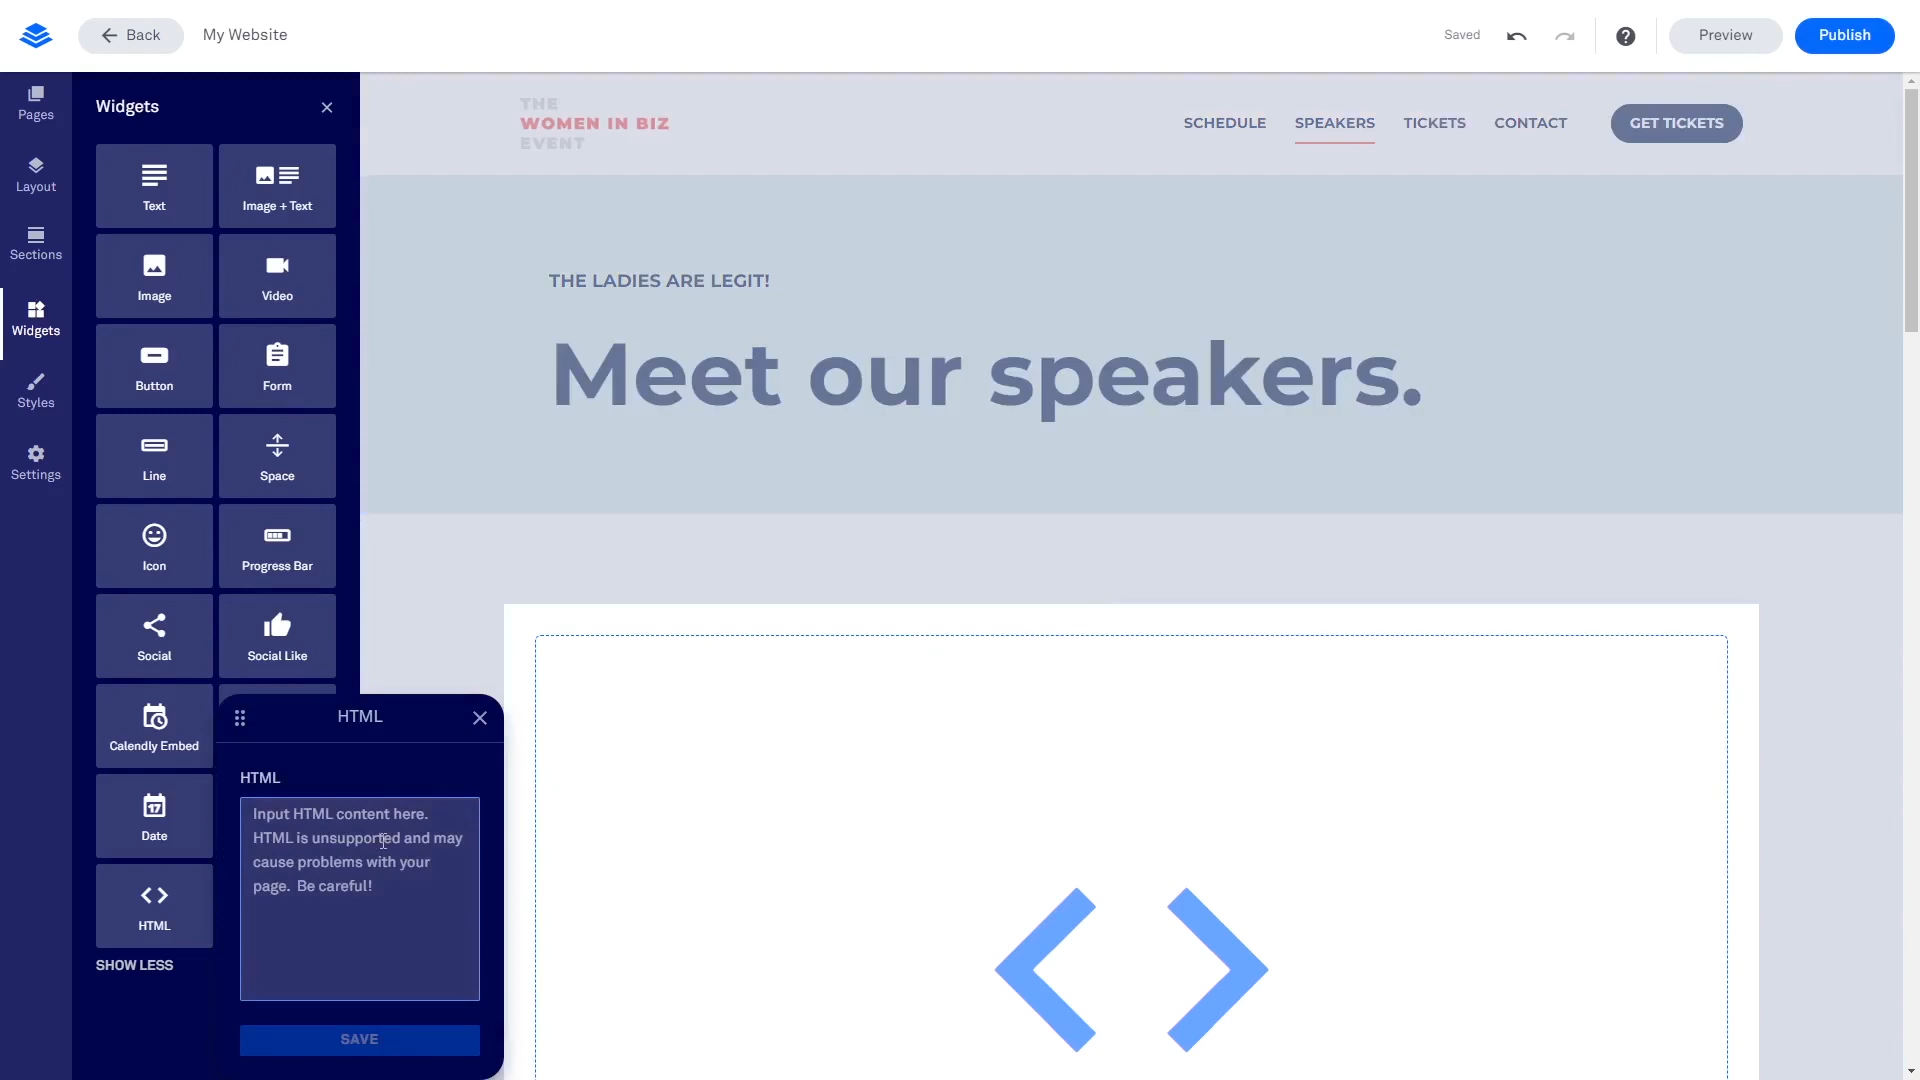 Back
My Website
Saved
?
Preview
Publish
Pages
Layout
Sections
Widgets
Styles
Settings
Widgets
Text
Image + Text
Image
Video
Button
Form
Line
Space
Icon
Progress Bar
Social
Social Like
Calendly Embed
17
Date
HTML
SHOW LESS
HTML
HTML
Input HTML content here.
HTML is unsupported and may
cause problems with your
page. Be careful!
SAVE
THE
WOMEN IN BIZ
EVENT
SCHEDULE
SPEAKERS
TICKETS
CONTACT
GET TICKETS
THE LADIES ARE LEGIT!
Meet our speakers.